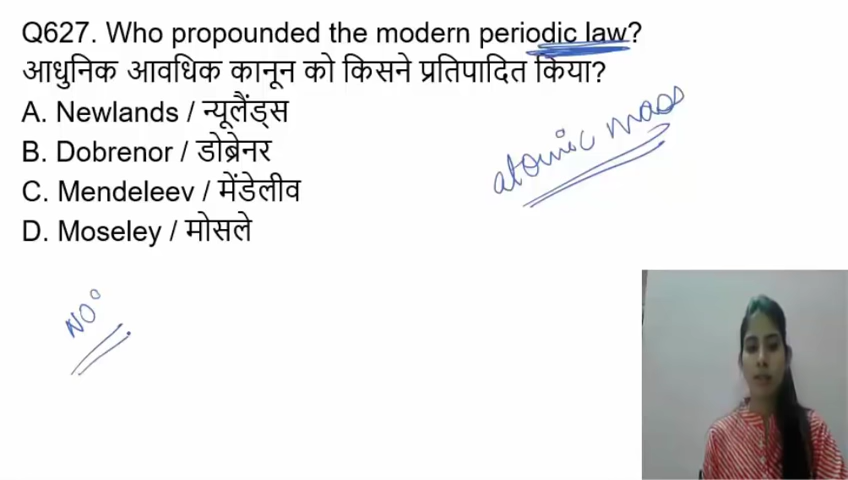 Q627. Who propounded the modern periodic law?
आधुनिक आवधिक कानून को किसने प्रतिपादित किया?
A. Newlands / न्यूलैंड्स
B. Dobrenor / डोब्रेनर
C. Mendeleev / मेंडेलीव
D. Moseley / मोसले
atomic mass
NO°